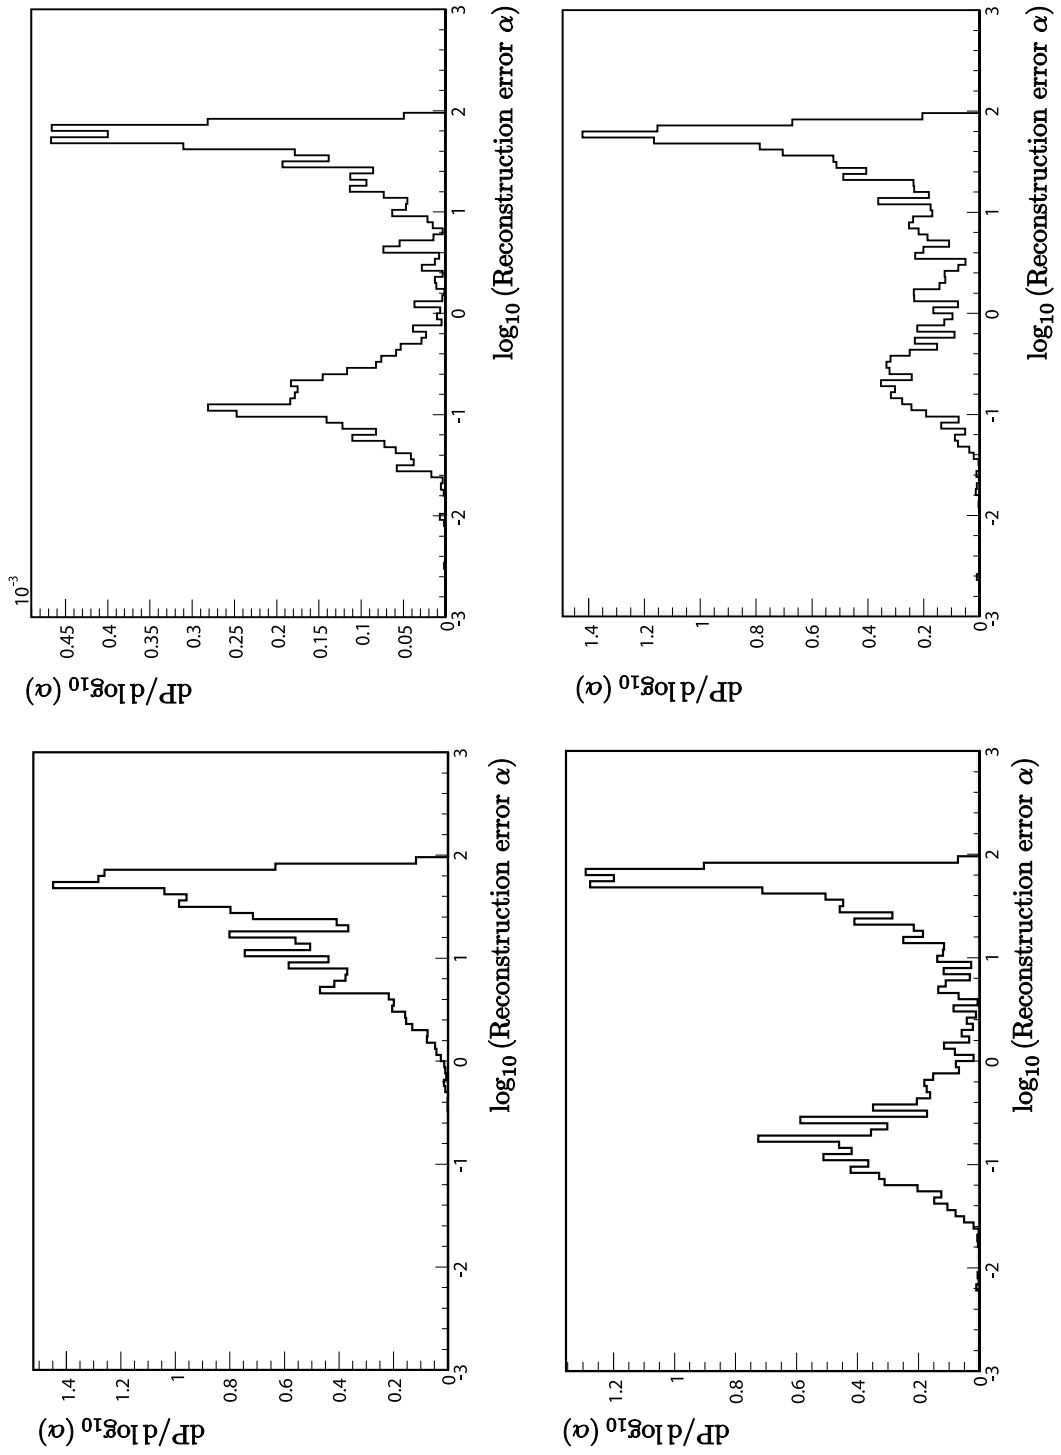 dP/d log₁₀ (α)
1.4
1.2
1
0.8
0.6
0.4
0.2
-3 -2 -1 0 1 2 3
log₁₀ (Reconstruction error α)
10⁻³
dP/d log₁₀ (α)
0.45
0.4
0.35
0.3
0.25
0.2
0.15
0.1
0.05
0
-3 -2 -1 0 1 2 3
log₁₀ (Reconstruction error α)
dP/d log₁₀ (α)
1.2
1
0.8
0.6
0.4
0.2
0
-3 -2 -1 0 1 2 3
log₁₀ (Reconstruction error α)
dP/d log₁₀ (α)
1.4
1.2
1
0.8
0.6
0.4
0.2
0
-3 -2 -1 0 1 2 3
log₁₀ (Reconstruction error α)